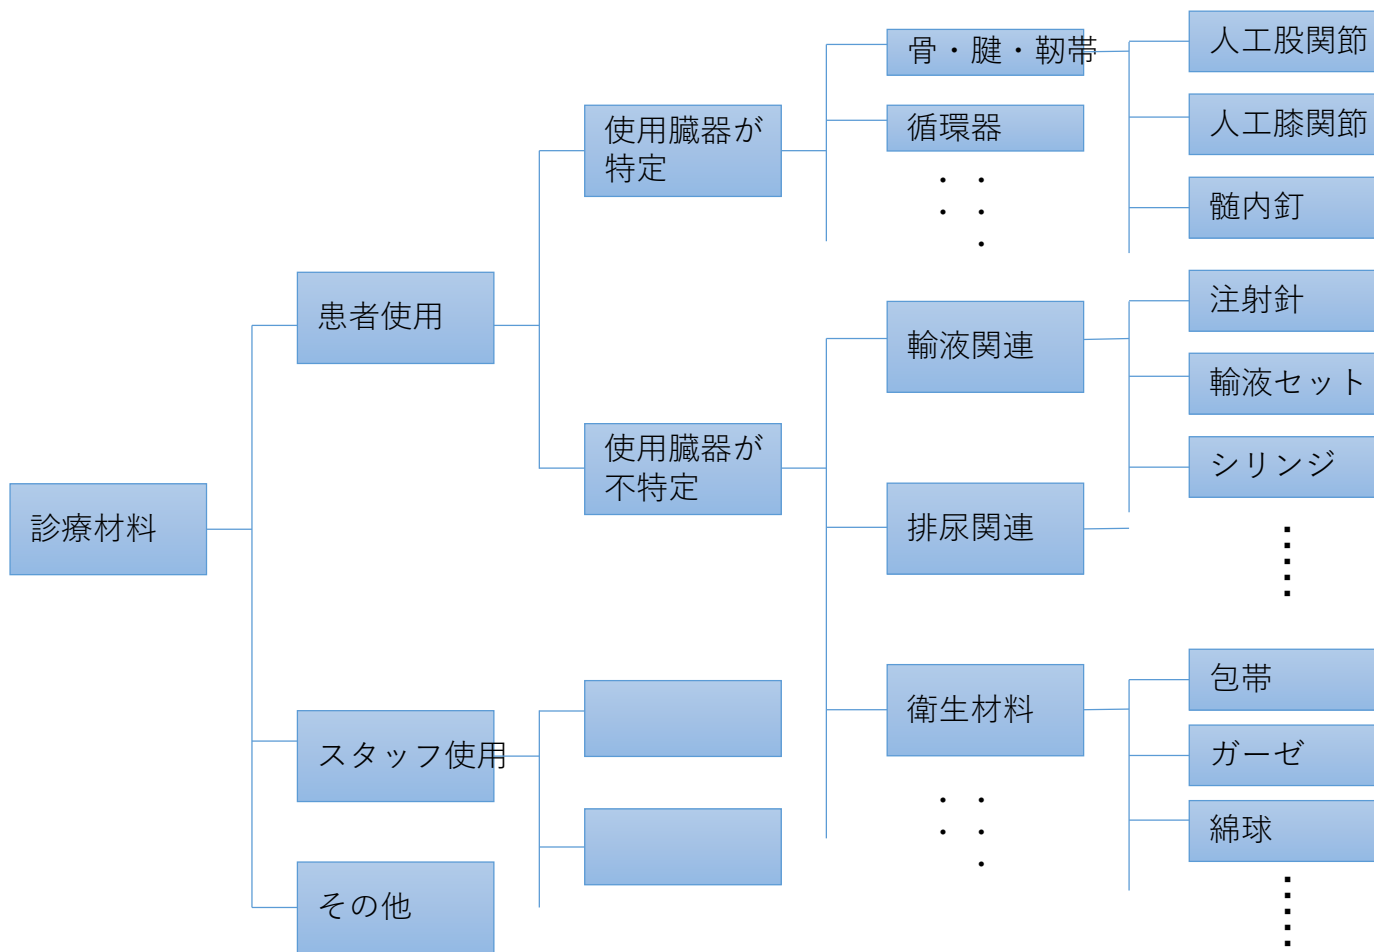 診療材料
患者使用
スタッフ使用
その他
使用臓器が
特定
使用臓器が
不特定
骨・腱・靭帯
循環器
輸液関連
排尿関連
衛生材料
人工股関節
人工膝関節
髄内釘
注射針
輸液セット
シリンジ
包帯
ガーゼ
綿球